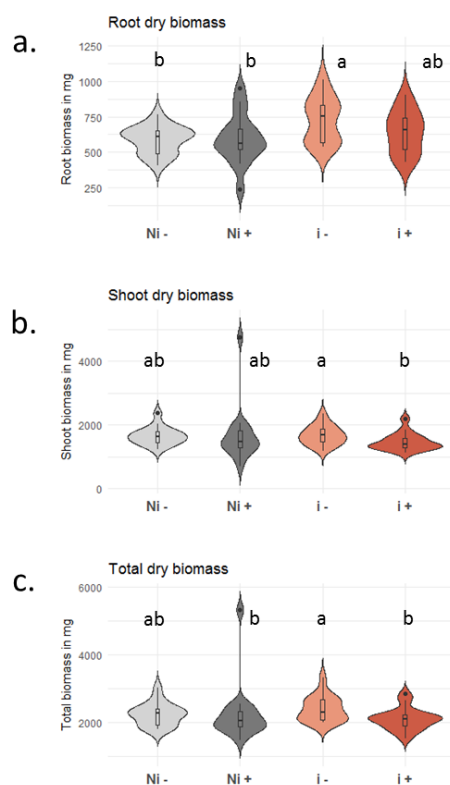 a.
Root dry biomass
Root biomass in mg
1250
1000
750
500
250
b b a ab
Ni - Ni + i - i +
b.
Shoot dry biomass
Shoot biomass in mg
4000
2000
0
ab ab a b
Ni - Ni + i - i +
c.
Total dry biomass
Total biomass in mg
6000
4000
2000
ab b a b
Ni - Ni + i - i +